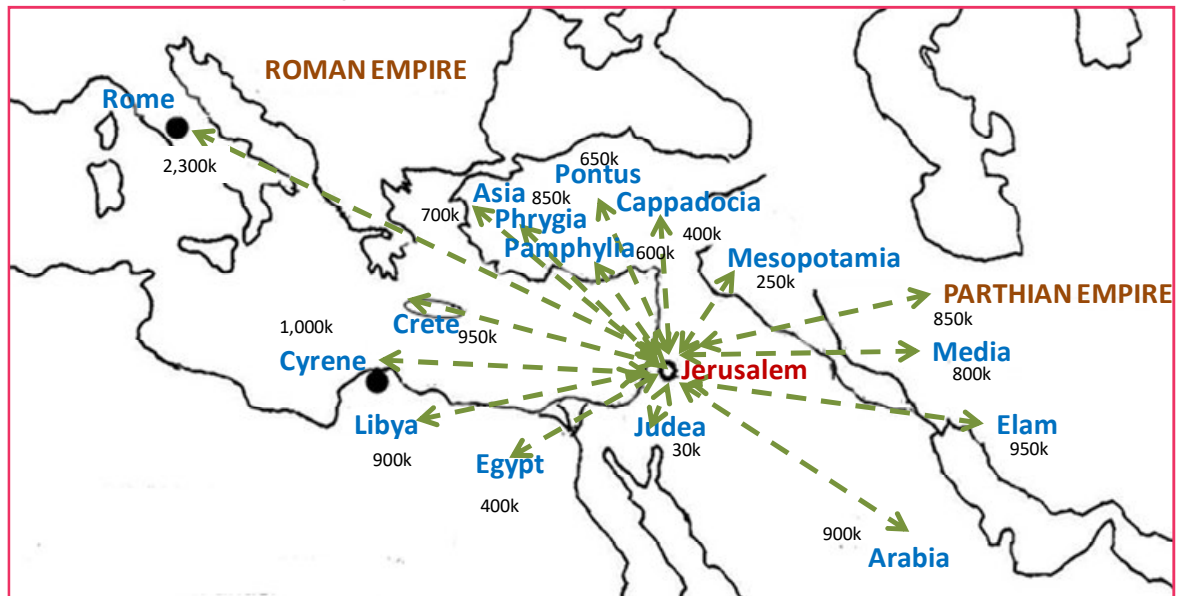 ROMAN EMPIRE
Rome
2,300k
650k
Pontus
Asia
850k
Cappadocia
700k
Phrygia
400k
Pamphylia
600k
Mesopotamia
250k
PARTHIAN EMPIRE
850k
Crete
950k
1,000k
Cyrene
Jerusalem
Media
800k
Libya
900k
Judea
30k
Elam
950k
Egypt
400k
900k
Arabia